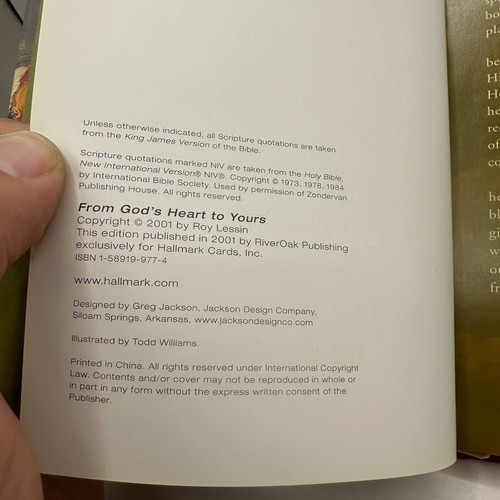 Unless otherwise indicated, all Scripture quotations are taken
from the King James Version of the Bible.
Scripture quotations marked NIV are taken from the Holy Bible,
New International Version® NIV®. Copyright © 1973, 1978, 1984
by International Bible Society. Used by permission of Zondervan
Publishing House. All rights reserved.
From God's Heart to Yours
Copyright © 2001 by Roy Lessin
This edition published in 2001 by RiverOak Publishing
exclusively for Hallmark Cards, Inc.
ISBN 1-58919-977-4
www.hallmark.com
Designed by Greg Jackson, Jackson Design Company,
Siloam Springs, Arkansas, www.jacksondesignco.com
Illustrated by Todd Williams.
Printed in China. All rights reserved under International Copyright
Law. Contents and/or cover may not be reproduced in whole or
in part in any form without the express written consent of the
Publisher.